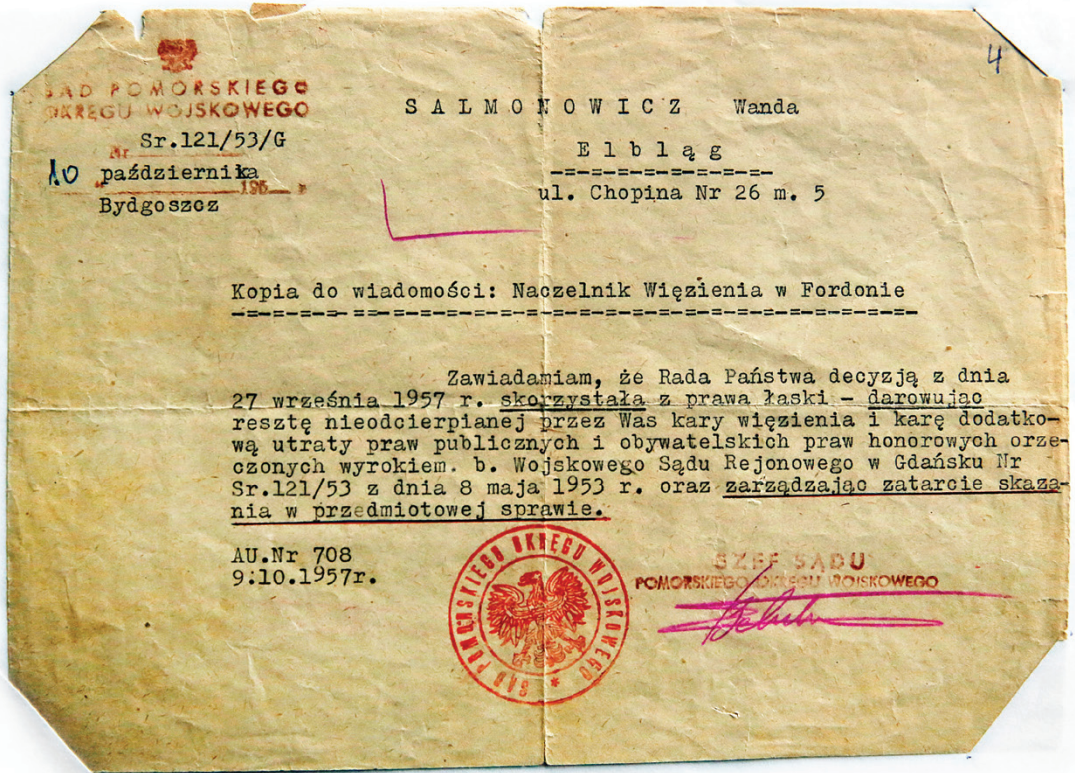 4
SĄD POMORSKIEGO
OKRĘGU WOJSKOWEGO
Nr Sr.121/53/G
10 października 195
Bydgoszcz
SALMONOWICZ Wanda
Elbląg
-=-=-=-=-=-=-=-=-
ul. Chopina Nr 26 m. 5
Kopia do wiadomości: Naczelnik Więzienia w Fordonie
Zawiadamiam, że Rada Państwa decyzją z dnia
27 września 1957 r. skorzystała z prawa łaski – darowując
resztę nieodcierpianej przez Was kary więzienia i karę dodatko-
wą utraty praw publicznych i obywatelskich praw honorowych orze-
czonych wyrokiem. b. Wojskowego Sądu Rejonowego w Gdańsku Nr
Sr.121/53 z dnia 8 maja 1953 r. oraz zarządzając zatarcie skaza-
nia w przedmiotowej sprawie.
AU.Nr 708
9:10.1957r.
SZEF SĄDU
POMORSKIEGO OKRĘGU WOJSKOWEGO
SĄD POMORSKIEGO OKRĘGU WOJSKOWEGO *